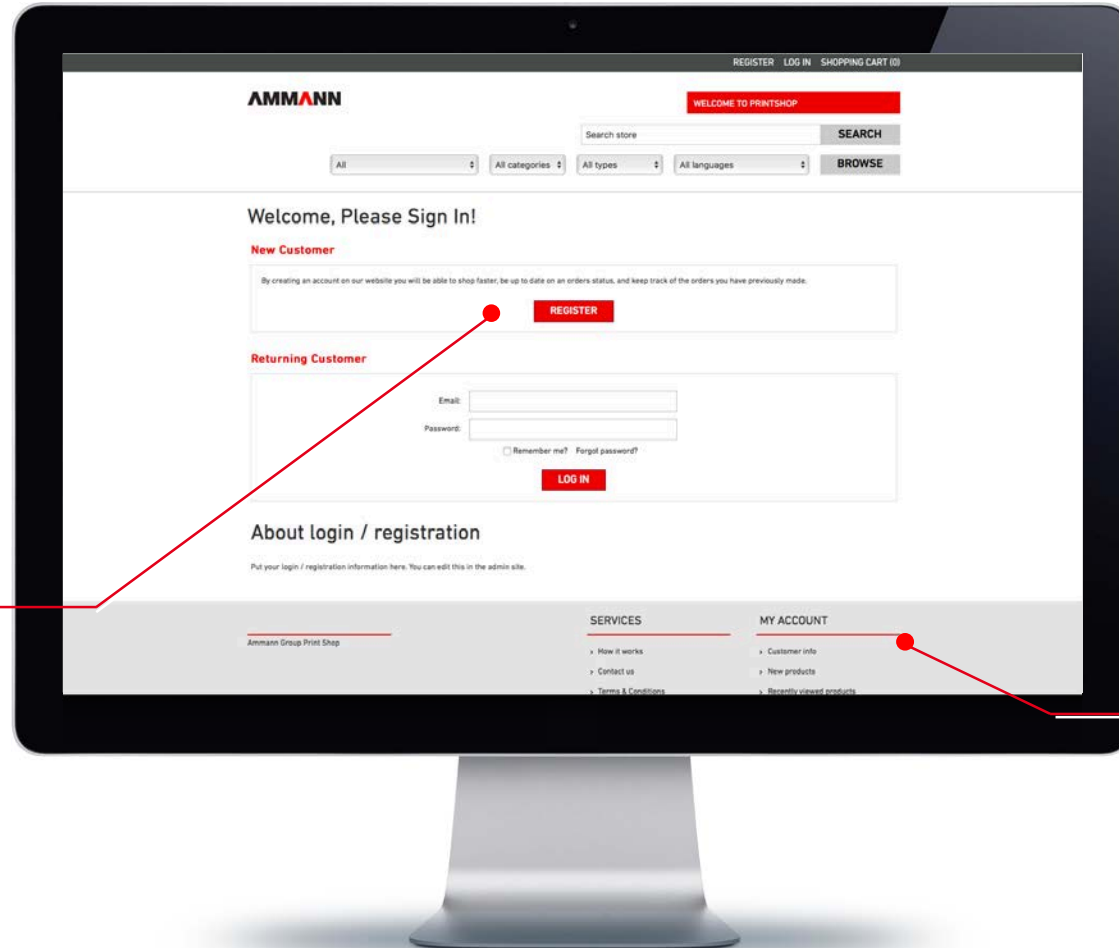 REGISTER LOG IN SHOPPING CART (0)
AMMANN
WELCOME TO PRINTSHOP
Search store SEARCH
All All categories All types All languages BROWSE
Welcome, Please Sign In!
New Customer
By creating an account on our website you will be able to shop faster, be up to date on an orders status, and keep track of the orders you have previously made.
REGISTER
Returning Customer
Email:
Password:
Remember me? Forgot password?
LOG IN
About login / registration
Put your login / registration information here. You can edit this in the admin site.
Ammann Group Print Shop
SERVICES
How it works
Contact us
Terms & Conditions
MY ACCOUNT
Customer info
New products
Recently viewed products